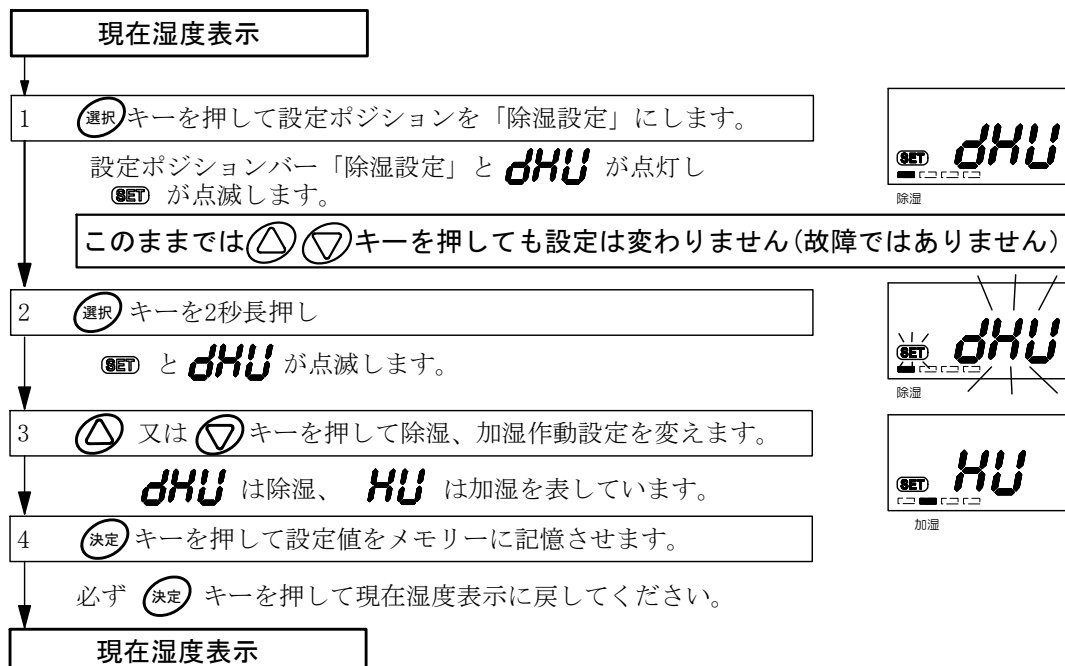 現在湿度表示
1 選択キーを押して設定ポジションを「除湿設定」にします。
設定ポジションバー「除湿設定」と dHU が点灯し
SET が点滅します。
SET dHU
除湿
このままでは△▽キーを押しても設定は変わりません(故障ではありません)
2 選択キーを2秒長押し
SET と dHU が点滅します。
SET dHU
除湿
3 △ 又は ▽キーを押して除湿、加湿作動設定を変えます。
dHU は除湿、 HU は加湿を表しています。
SET HU
加湿
4 決定キーを押して設定値をメモリーに記憶させます。
必ず 決定 キーを押して現在湿度表示に戻してください。
現在湿度表示